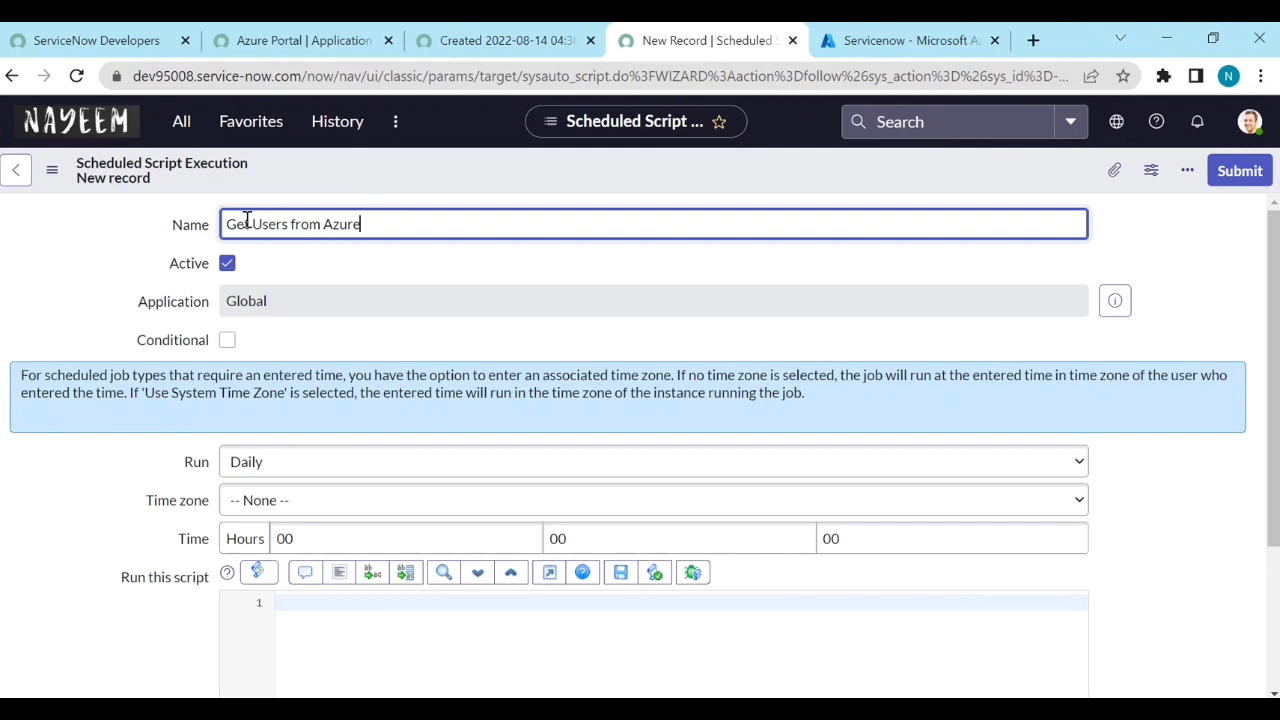 ServiceNow Developers
Azure Portal | Application
Created 2022-08-14 04:3
New Record | Scheduled S
Servicenow - Microsoft A
dev95008.service-now.com/now/nav/ui/classic/params/target/sysauto_script.do%3FWIZARD%3Aaction%3Dfollow%26sys_action%3D%26sys_id%3D-...
N
NAYEEM
All
Favorites
History
Scheduled Script ...
Search
Scheduled Script Execution
New record
Submit
Name
Get Users from Azure
Active
Application
Global
Conditional
For scheduled job types that require an entered time, you have the option to enter an associated time zone. If no time zone is selected, the job will run at the entered time in time zone of the user who
entered the time. If 'Use System Time Zone' is selected, the entered time will run in the time zone of the instance running the job.
Run
Daily
Time zone
-- None --
Time
Hours
00
00
00
Run this script
1